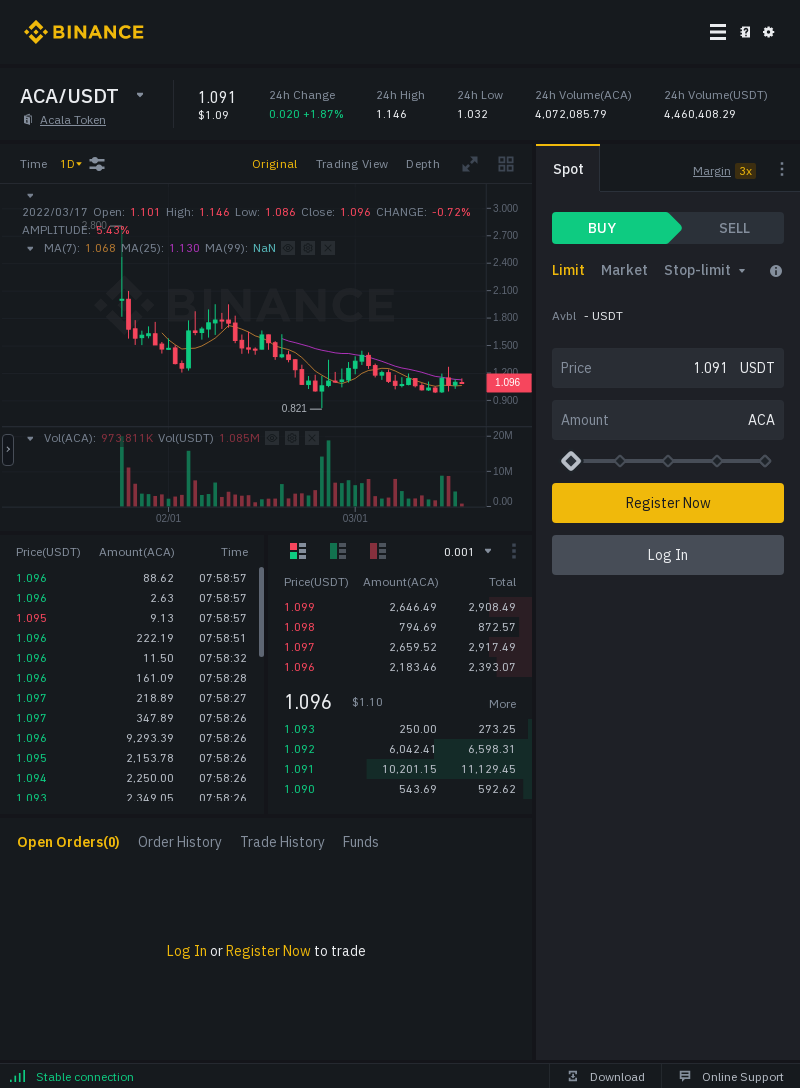 BINANCE
ACA/USDT
Acala Token
1.091
$1.09
24h Change
0.020 +1.87%
24h High
1.146
24h Low
1.032
24h Volume(ACA)
4,072,085.79
24h Volume(USDT)
4,460,408.29
Time 1D Original Trading View Depth
2022/03/17 Open: 1.101 High: 1.146 Low: 1.086 Close: 1.096 CHANGE: -0.72%
AMPLITUDE: 5.43%
2.800
MA(7): 1.068 MA(25): 1.130 MA(99): NaN
BINANCE
3.000
2.700
2.400
2.100
1.800
1.500
1.200
1.096
0.900
0.821
Vol(ACA): 973.811K Vol(USDT) 1.085M
20M
10M
0.00
02/01 03/01
Price(USDT) Amount(ACA) Time
1.096 88.62 07:58:57
1.096 2.63 07:58:57
1.095 9.13 07:58:57
1.096 222.19 07:58:51
1.096 11.50 07:58:32
1.096 161.09 07:58:28
1.097 218.89 07:58:27
1.097 347.89 07:58:26
1.096 9,293.39 07:58:26
1.095 2,153.78 07:58:26
1.094 2,250.00 07:58:26
1.093 2,349.05 07:58:26
0.001
Price(USDT) Amount(ACA) Total
1.099 2,646.49 2,908.49
1.098 794.69 872.57
1.097 2,659.52 2,917.49
1.096 2,183.46 2,393.07
1.096 $1.10 More
1.093 250.00 273.25
1.092 6,042.41 6,598.31
1.091 10,201.15 11,129.45
1.090 543.69 592.62
Spot
Margin 3x
BUY SELL
Limit Market Stop-limit
Avbl - USDT
Price 1.091 USDT
Amount ACA
Register Now
Log In
Open Orders(0) Order History Trade History Funds
Log In or Register Now to trade
Stable connection
Download
Online Support